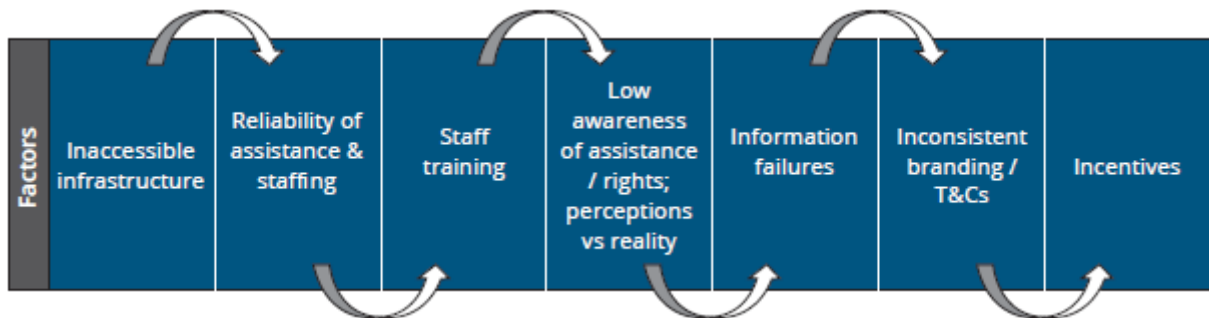 Factors
Inaccessible
infrastructure
Reliability of
assistance &
staffing
Staff
training
Low
awareness
of assistance
/ rights;
perceptions
vs reality
Information
failures
Inconsistent
branding /
T&Cs
Incentives